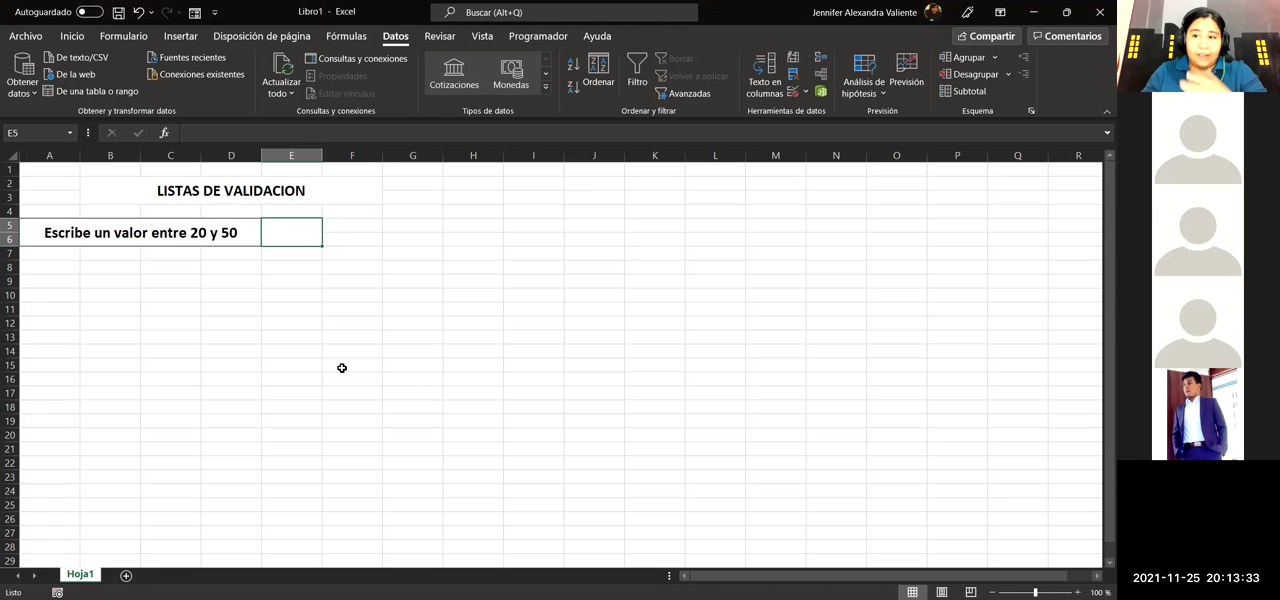 Autoguardado
Libro1 - Excel
Buscar (Alt+Q)
Jennifer Alexandra Valiente
Archivo Inicio Formulario Insertar Disposición de página Fórmulas Datos Revisar Vista Programador Ayuda
Compartir Comentarios
Obtener datos
De texto/CSV
De la web
De una tabla o rango
Fuentes recientes
Conexiones existentes
Obtener y transformar datos
Actualizar todo
Consultas y conexiones
Propiedades
Editar vínculos
Consultas y conexiones
Cotizaciones Monedas
Tipos de datos
Ordenar
Filtro
Borrar
Volver a aplicar
Avanzadas
Ordenar y filtrar
Texto en columnas
Herramientas de datos
Análisis de hipótesis
Previsión
Previsión
Agrupar
Desagrupar
Subtotal
Esquema
E5
fx
A B C D E F G H I J K L M N O P Q R
1
2
3
LISTAS DE VALIDACION
4
5
6
Escribe un valor entre 20 y 50
7
8
9
10
11
12
13
14
15
16
17
18
19
20
21
22
23
24
25
26
27
28
29
Hoja1
Listo
100 %
2021-11-25 20:13:33